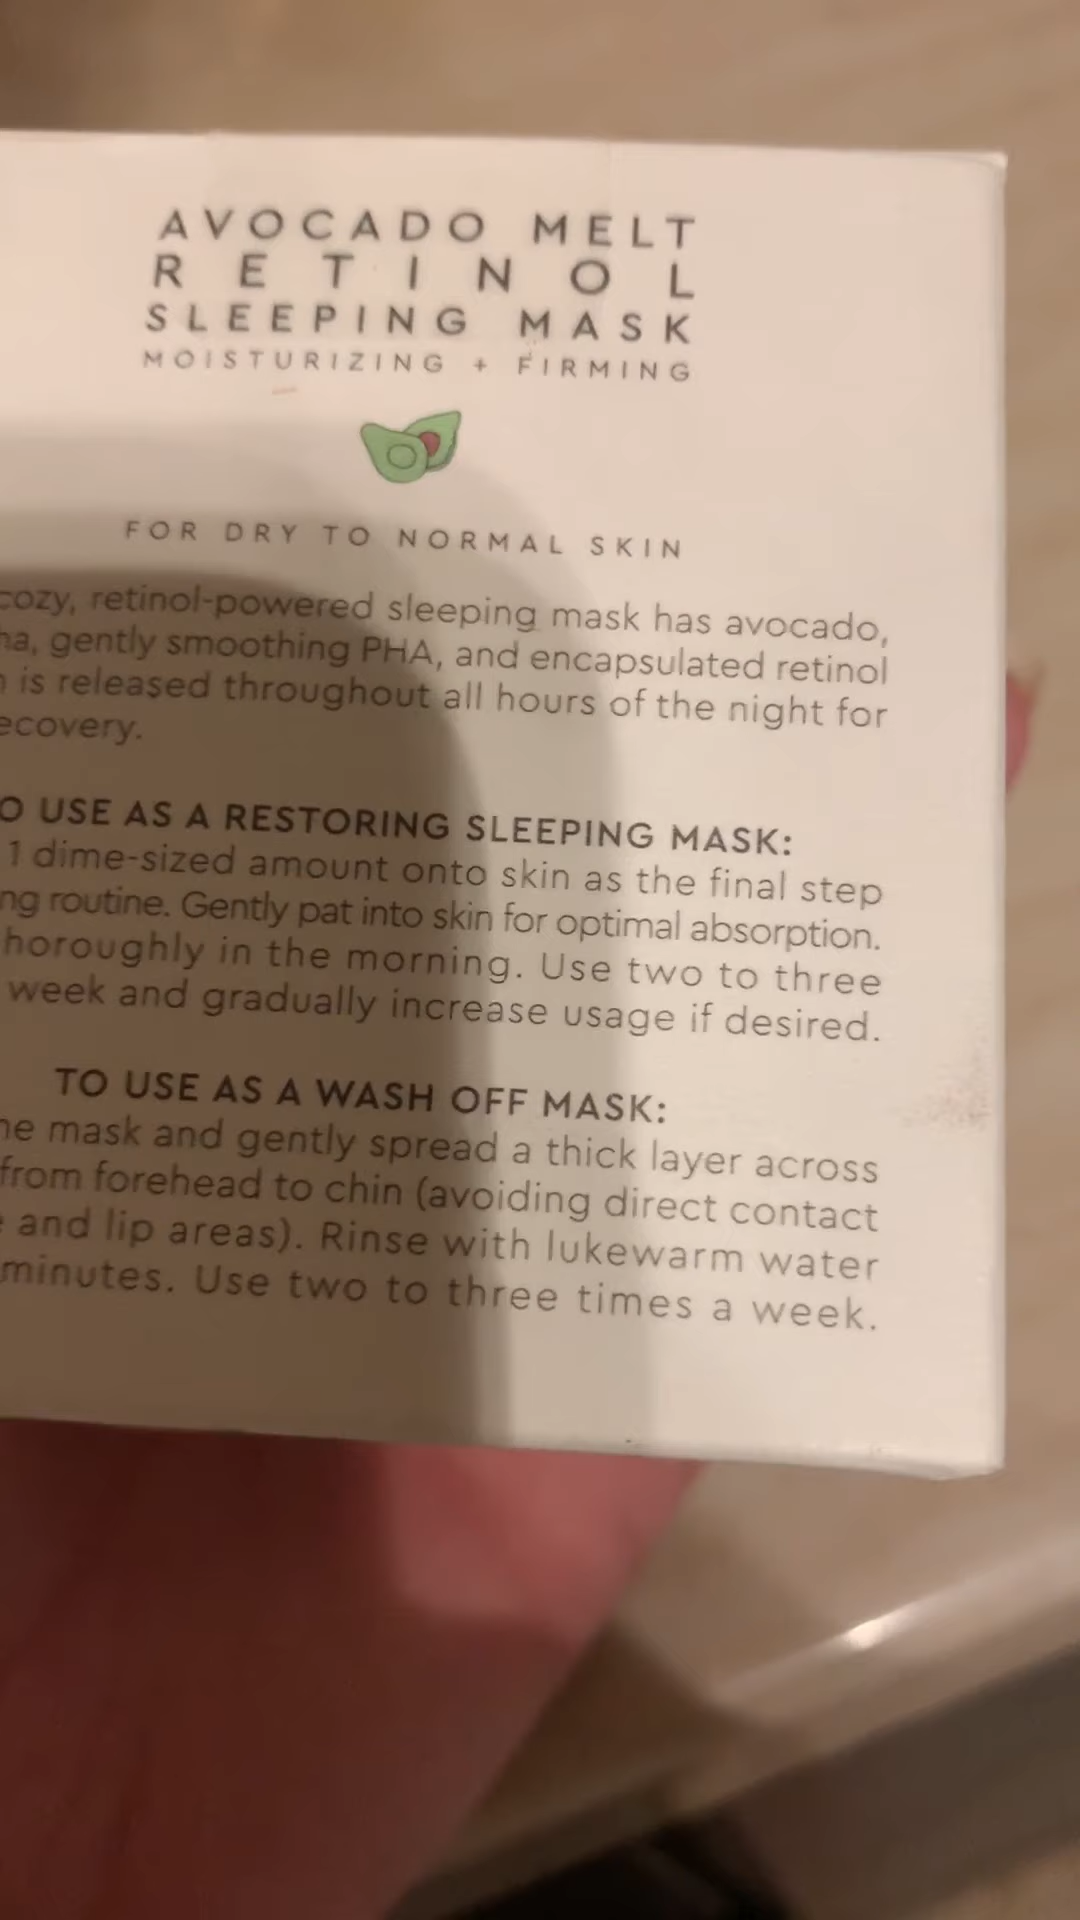 AVOCADO MELT
RETINOL
SLEEPING MASK
MOISTURIZING + FIRMING
FOR DRY TO NORMAL SKIN
cozy, retinol-powered sleeping mask has avocado,
gently smoothing PHA, and encapsulated retinol
is released throughout all hours of the night for
USE AS A RESTORING SLEEPING MASK:
1 dime-sized amount onto skin as the final step
routine. Gently pat into skin for optimal absorption.
in the morning. Use two to three
week and gradually increase usage if desired.
TO USE AS A WASH OFF MASK:
mask and gently spread a thick layer across
from forehead to chin (avoiding direct contact
and lip areas). Rinse with lukewarm water
minutes. Use two to three times a week.